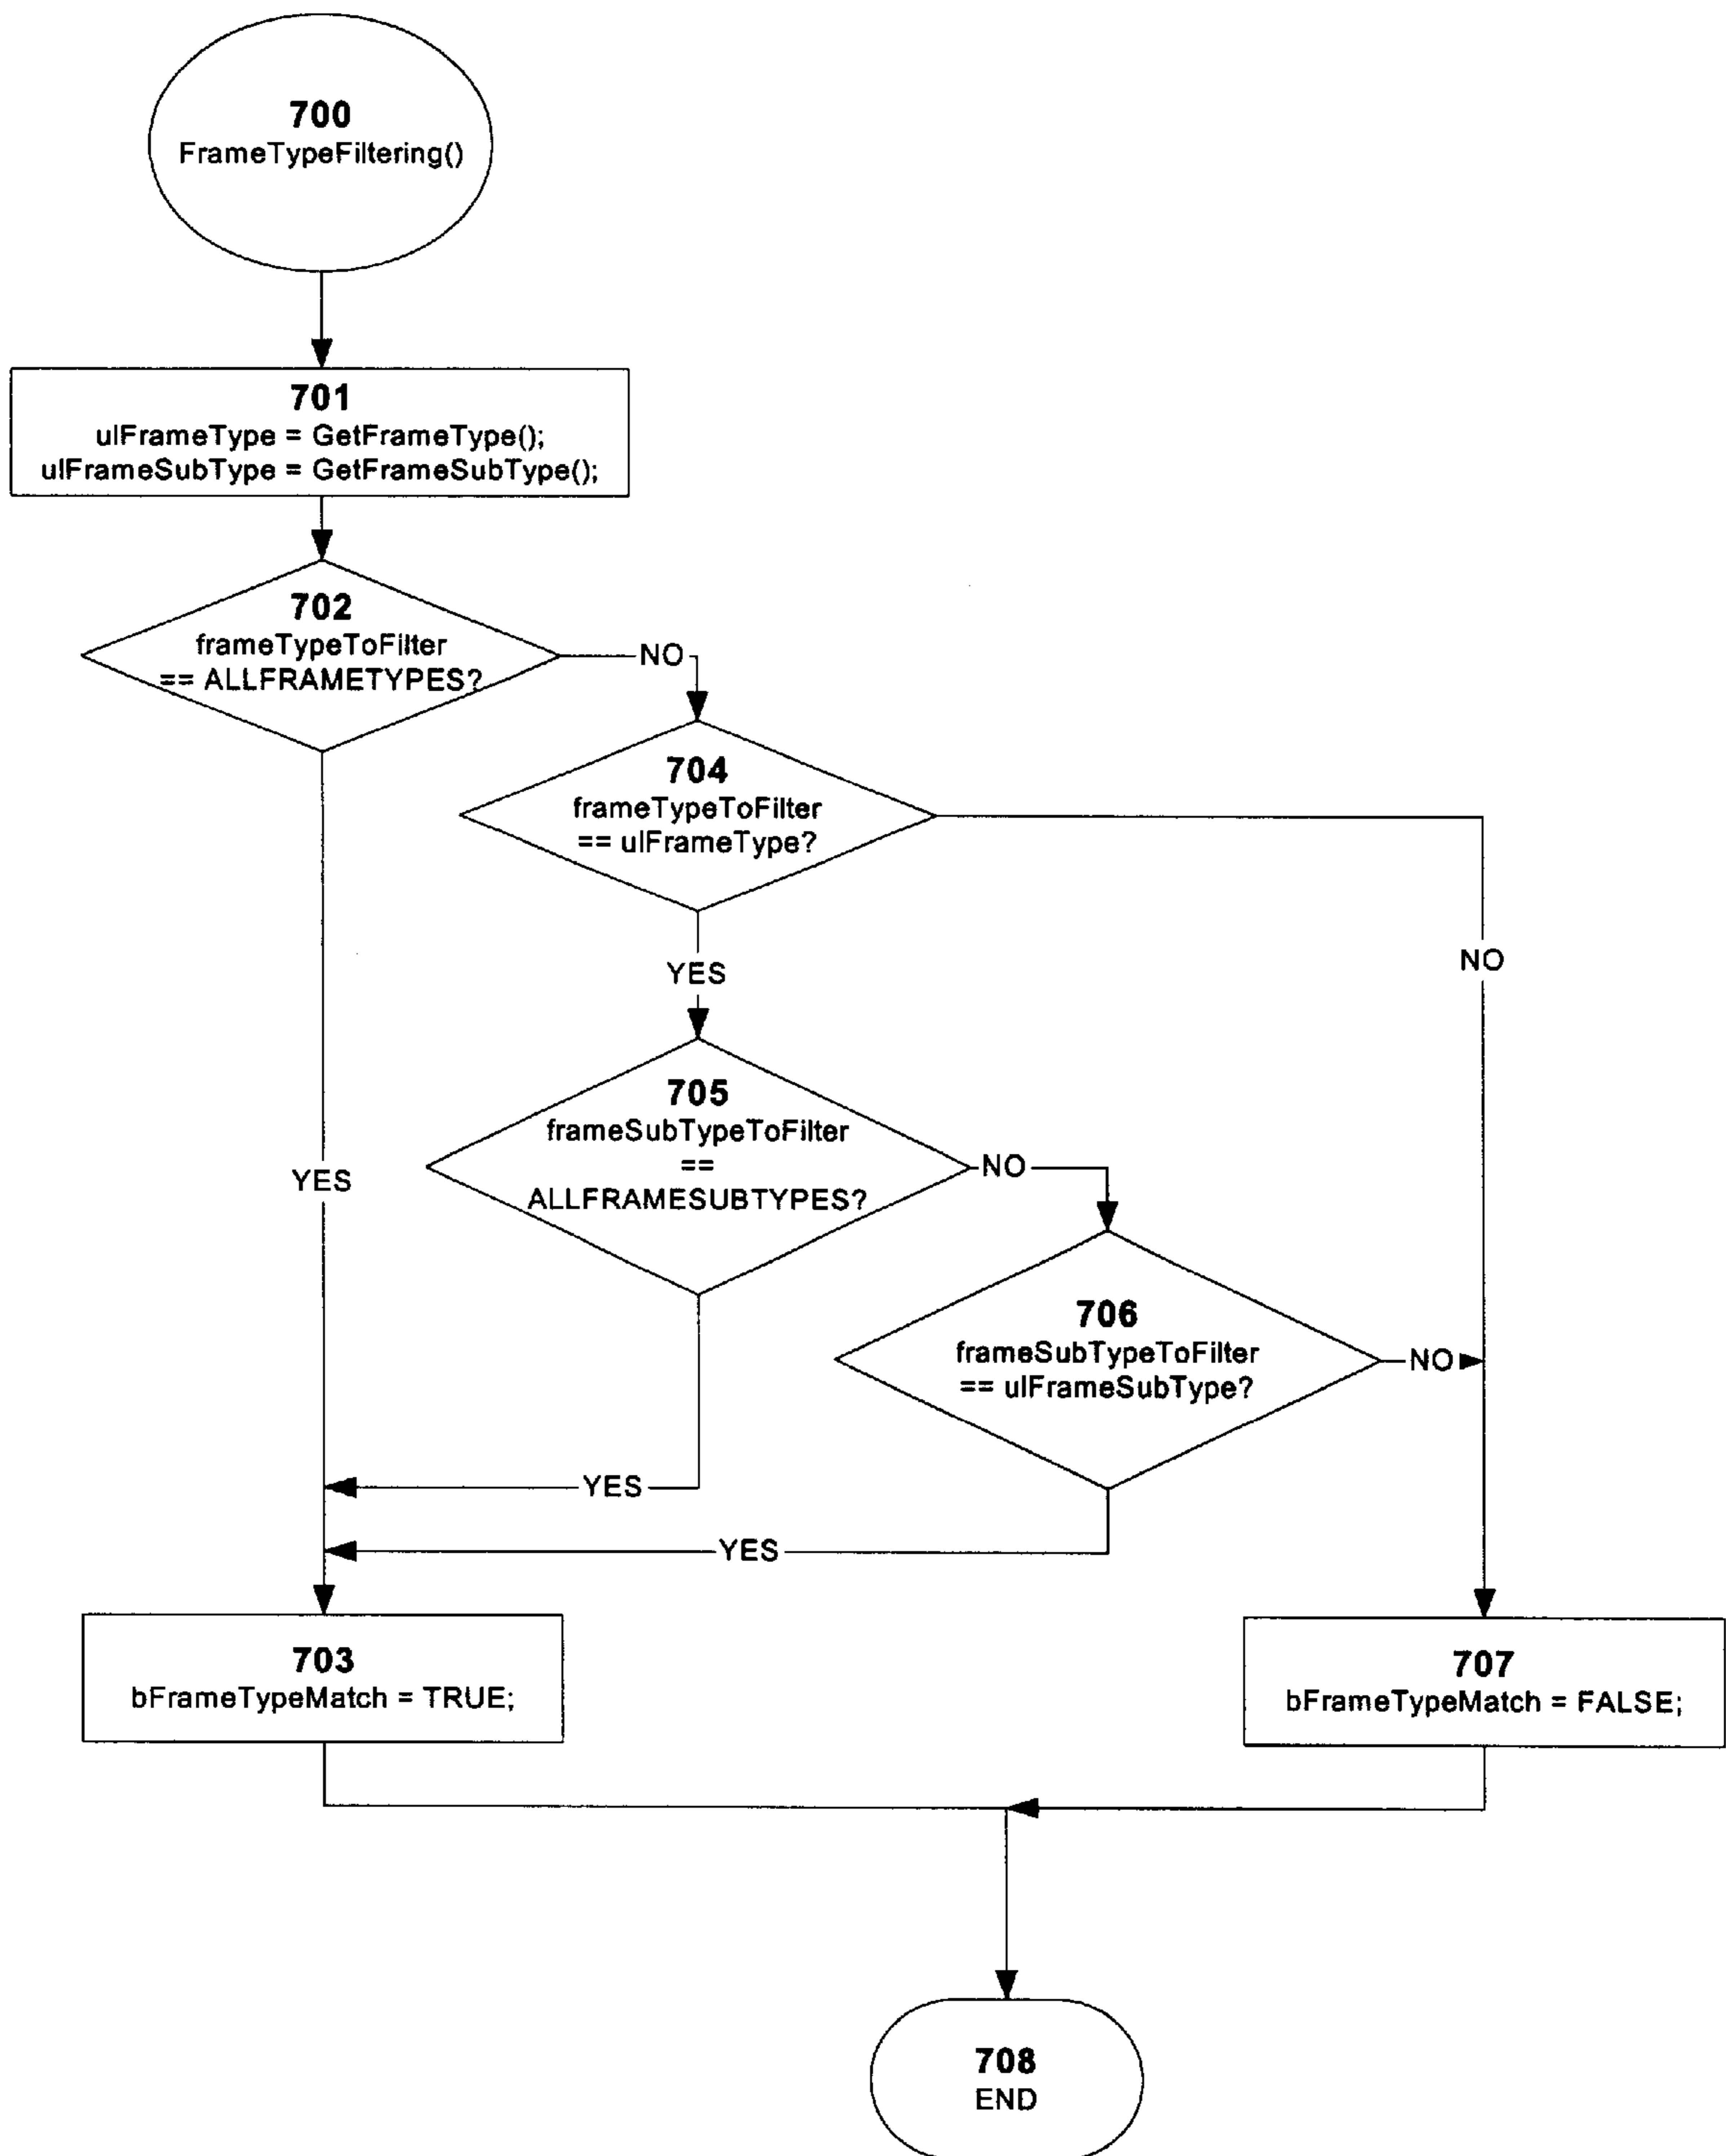 700
FrameTypeFiltering()
701
ulFrameType = GetFrameType();
ulFrameSubType = GetFrameSubType();
702
frameTypeToFilter
== ALLFRAMETYPES?
NO
704
frameTypeToFilter
== ulFrameType?
NO
YES
705
frameSubTypeToFilter
==
ALLFRAMESUBTYPES?
NO
YES
706
frameSubTypeToFilter
== ulFrameSubType?
NO
YES
YES
703
bFrameTypeMatch = TRUE;
707
bFrameTypeMatch = FALSE;
708
END